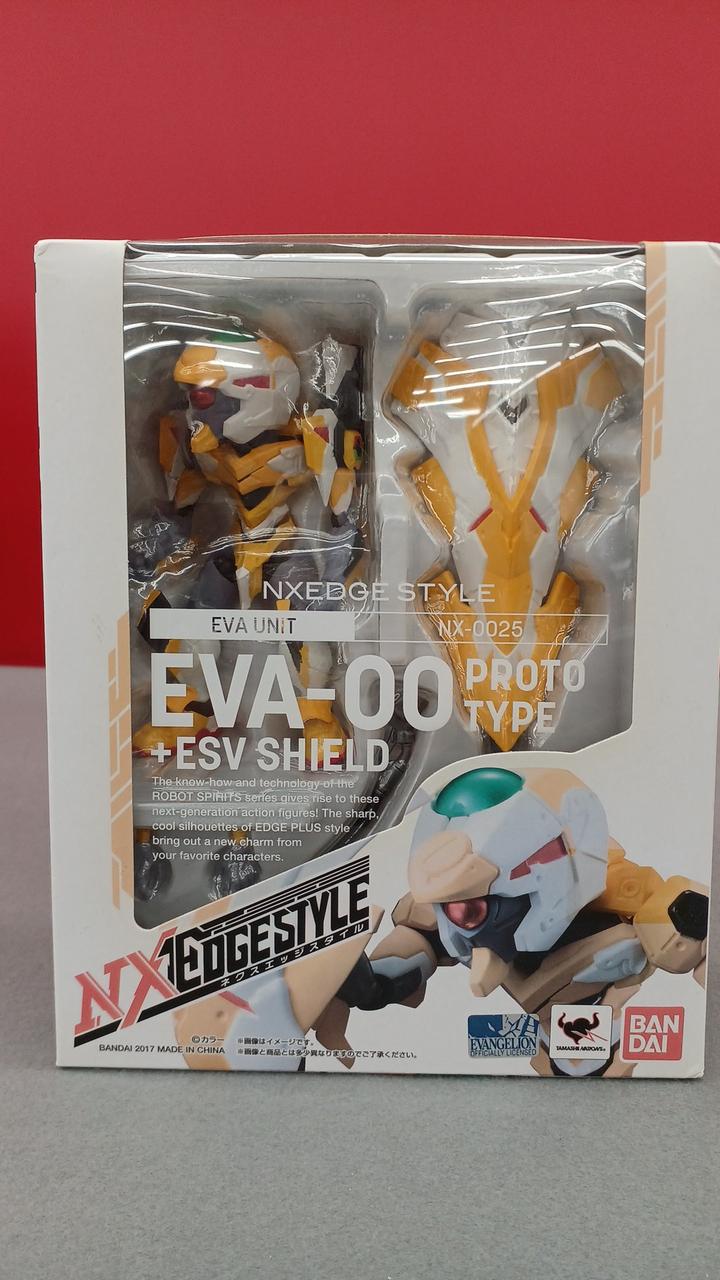 NXEDGE STYLE
EVA UNIT
NX-0025
EVA-00 PROTO TYPE
+ESV SHIELD
The know-how and technology of the
ROBOT SPIRITS series gives rise to these
next-generation action figures! The sharp,
cool silhouettes of EDGE PLUS style
bring out a new charm from
your favorite characters.
NXEDGESTYLE
ネクスエッジスタイル
©カラー
BANDAI 2017 MADE IN CHINA
※画像はイメージです。
※画像と商品とは多少異なりますのでご了承ください。
EVANGELION
OFFICIALLY LICENSED
TAMASHII NATIONS
BAN
DAI